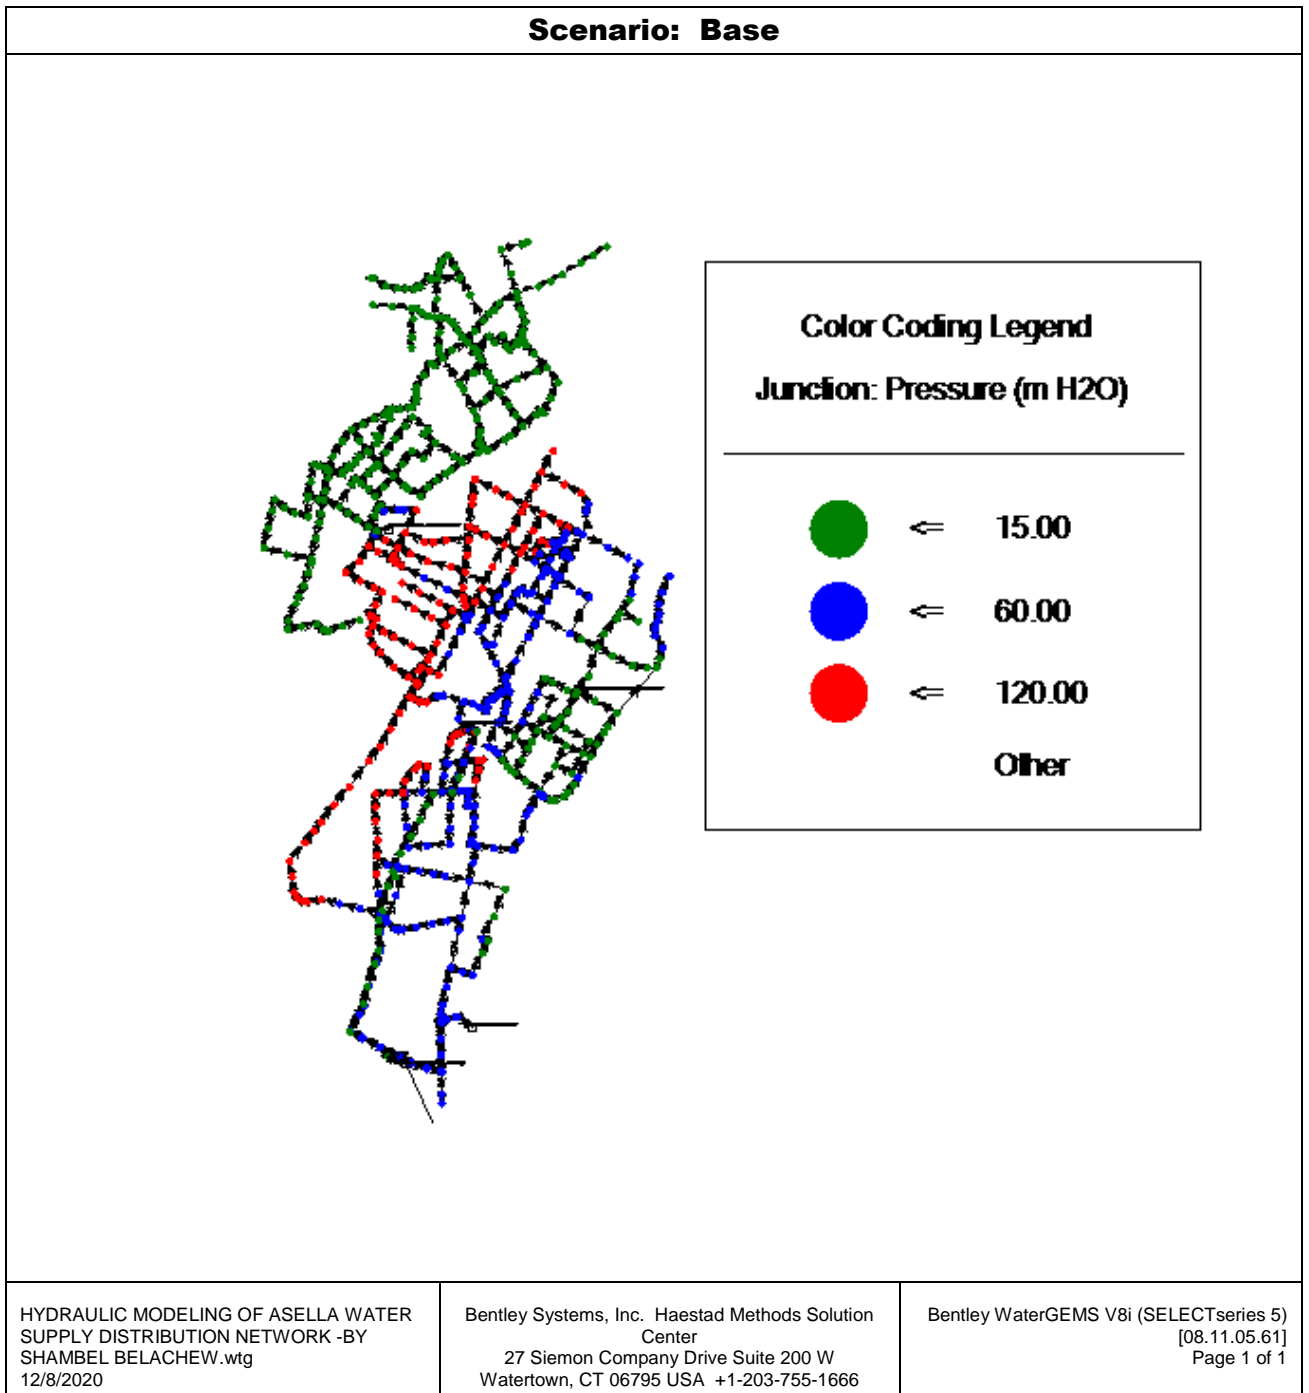 Scenario: Base
Color Coding Legend
Junction: Pressure (m H2O)
<= 15.00
<= 60.00
<= 120.00
Other
HYDRAULIC MODELING OF ASELLA WATER
SUPPLY DISTRIBUTION NETWORK -BY
SHAMBEL BELACHEW.wtg
12/8/2020
Bentley Systems, Inc. Haestad Methods Solution
Center
27 Siemon Company Drive Suite 200 W
Watertown, CT 06795 USA +1-203-755-1666
Bentley WaterGEMS V8i (SELECTseries 5)
[08.11.05.61]
Page 1 of 1